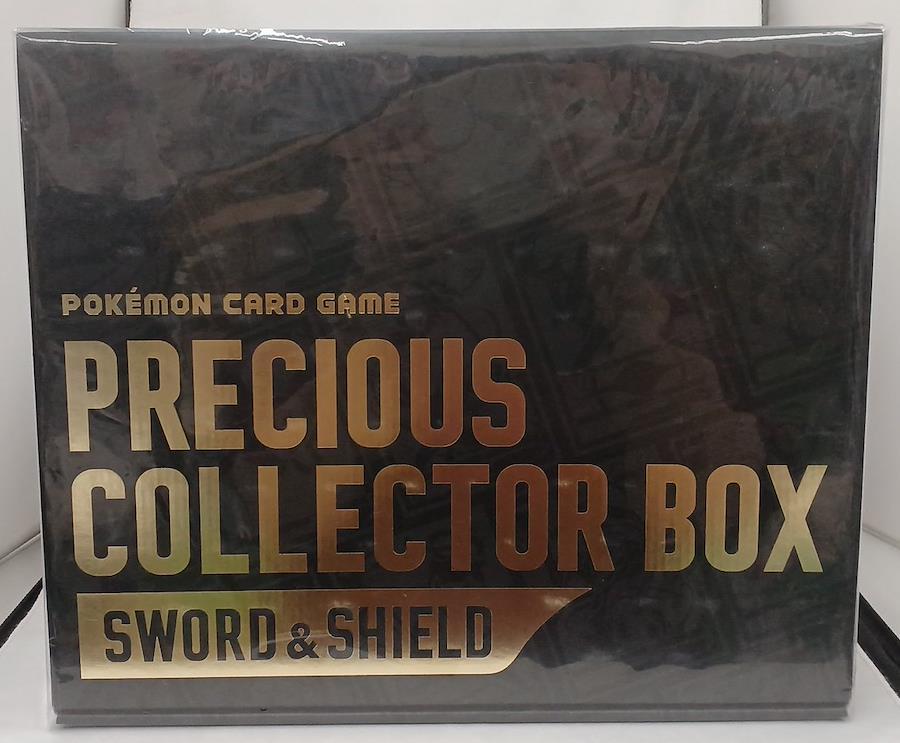 POKÉMON CARD GAME
PRECIOUS
COLLECTOR BOX
SWORD & SHIELD